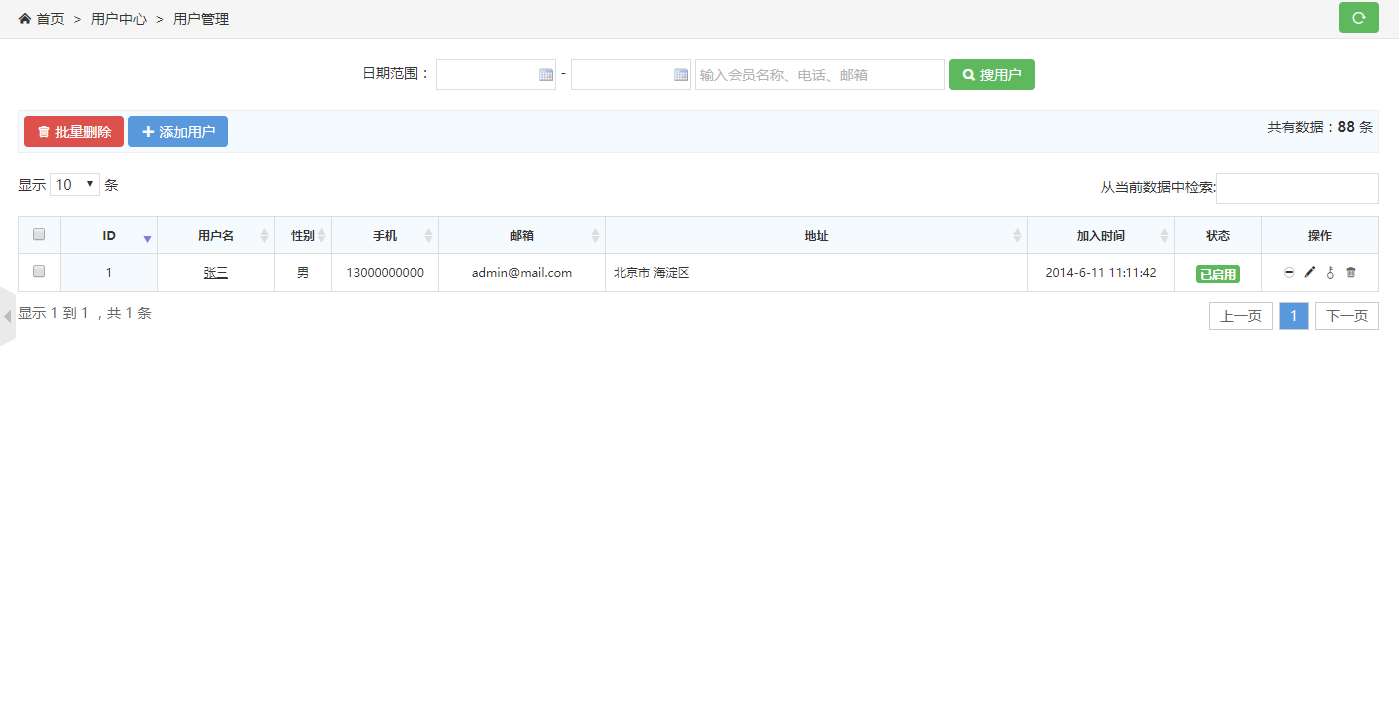 首页 > 用户中心 > 用户管理
日期范围： - 输入会员名称、电话、邮箱 搜用户
批量删除 添加用户 共有数据：88 条
显示 10 条 从当前数据中检索:
ID 用户名 性别 手机 邮箱 地址 加入时间 状态 操作
1 张三 男 13000000000 admin@mail.com 北京市 海淀区 2014-6-11 11:11:42 已启用
显示 1 到 1 ，共 1 条 上一页 1 下一页